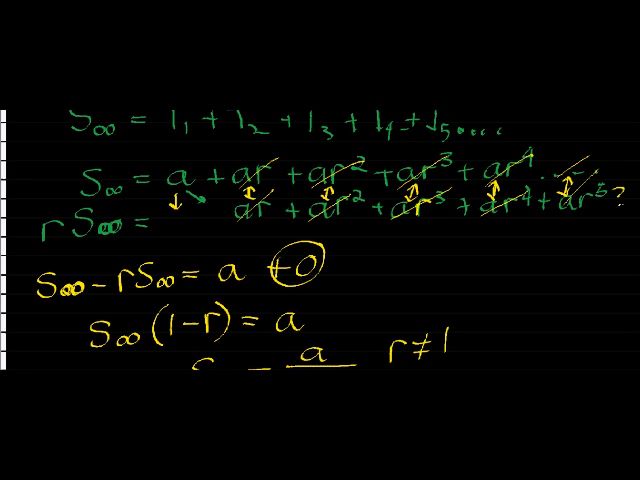 S∞ = T₁ + T₂ + T₃ + T₄ + T₅....
S∞ = a + ar + ar² + ar³ + ar⁴ . . .
rS∞ = ar + ar² + ar³ + ar⁴ + ar⁵ ?
S∞ - rS∞ = a + 0
S∞ (1-r) = a
S = a r ≠ 1